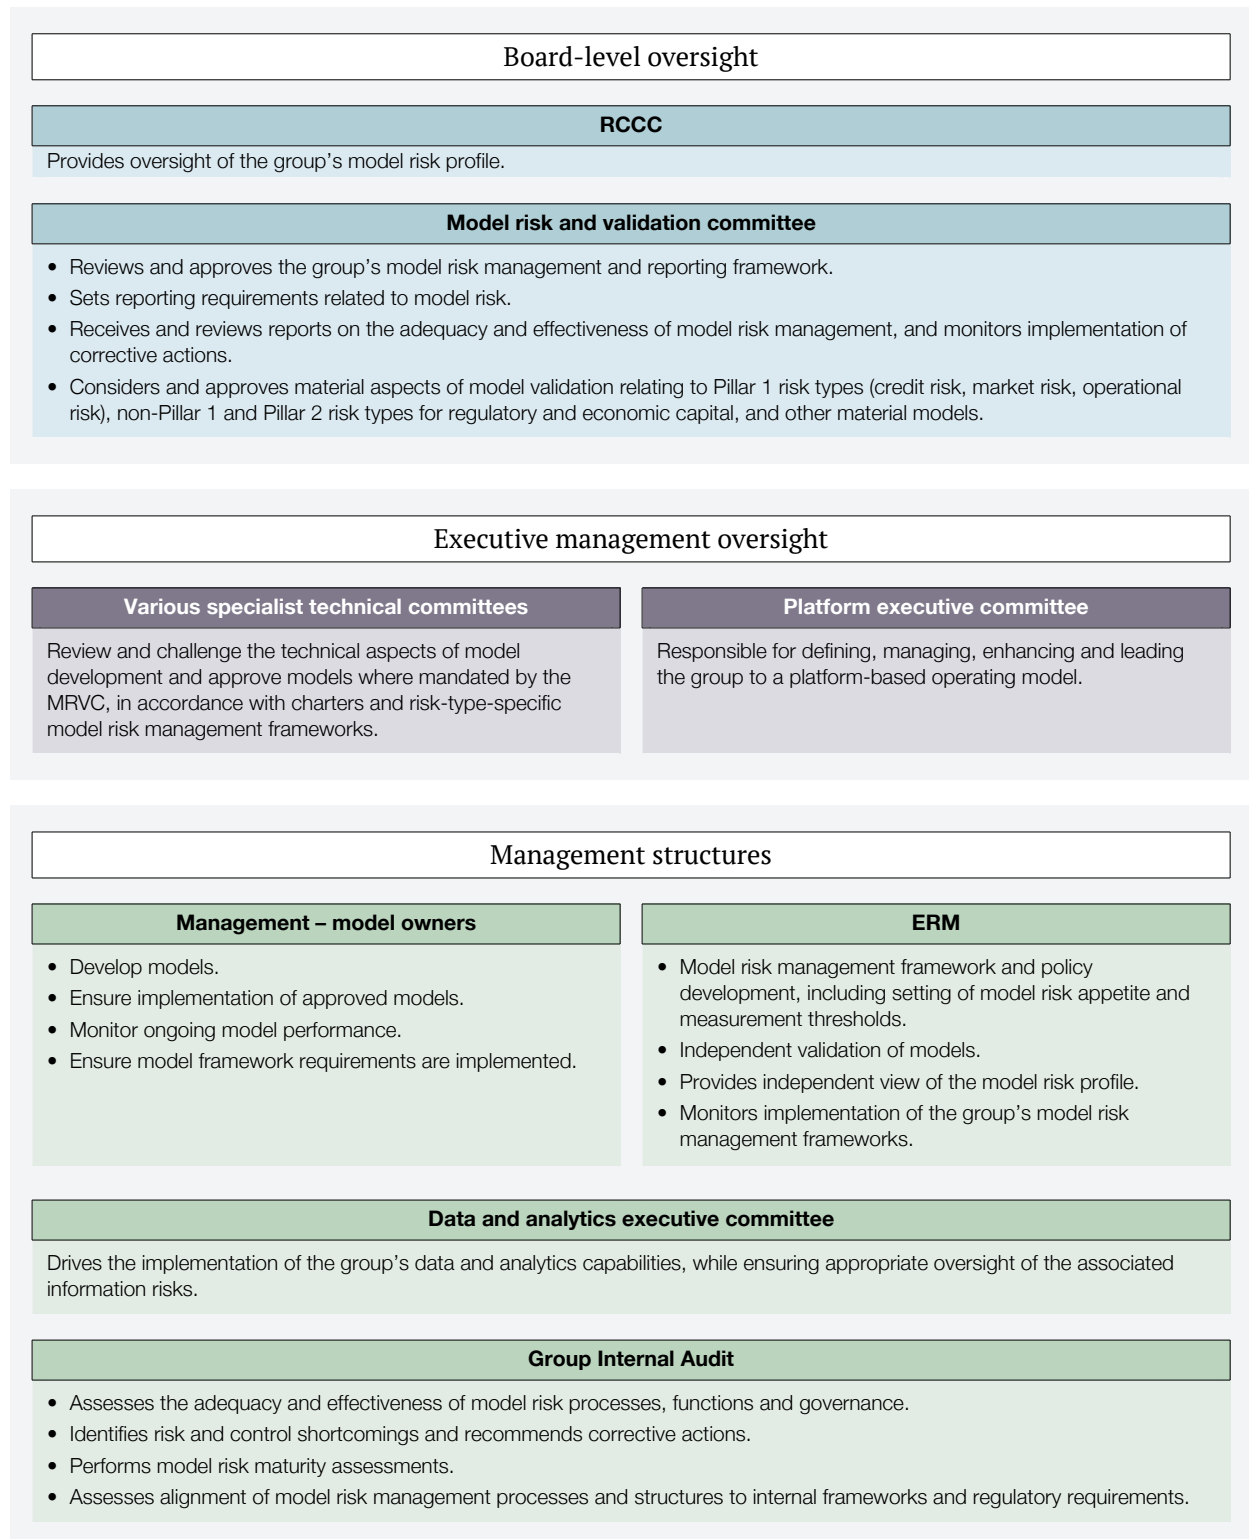 Board-level oversight
RCCC
Provides oversight of the group’s model risk profile.
Model risk and validation committee
• Reviews and approves the group’s model risk management and reporting framework.
• Sets reporting requirements related to model risk.
• Receives and reviews reports on the adequacy and effectiveness of model risk management, and monitors implementation of
corrective actions.
• Considers and approves material aspects of model validation relating to Pillar 1 risk types (credit risk, market risk, operational
risk), non-Pillar 1 and Pillar 2 risk types for regulatory and economic capital, and other material models.
Executive management oversight
Various specialist technical committees
Review and challenge the technical aspects of model
development and approve models where mandated by the
MRVC, in accordance with charters and risk-type-specific
model risk management frameworks.
Platform executive committee
Responsible for defining, managing, enhancing and leading
the group to a platform-based operating model.
Management structures
Management – model owners
• Develop models.
• Ensure implementation of approved models.
• Monitor ongoing model performance.
• Ensure model framework requirements are implemented.
ERM
• Model risk management framework and policy
development, including setting of model risk appetite and
measurement thresholds.
• Independent validation of models.
• Provides independent view of the model risk profile.
• Monitors implementation of the group’s model risk
management frameworks.
Data and analytics executive committee
Drives the implementation of the group’s data and analytics capabilities, while ensuring appropriate oversight of the associated
information risks.
Group Internal Audit
• Assesses the adequacy and effectiveness of model risk processes, functions and governance.
• Identifies risk and control shortcomings and recommends corrective actions.
• Performs model risk maturity assessments.
• Assesses alignment of model risk management processes and structures to internal frameworks and regulatory requirements.